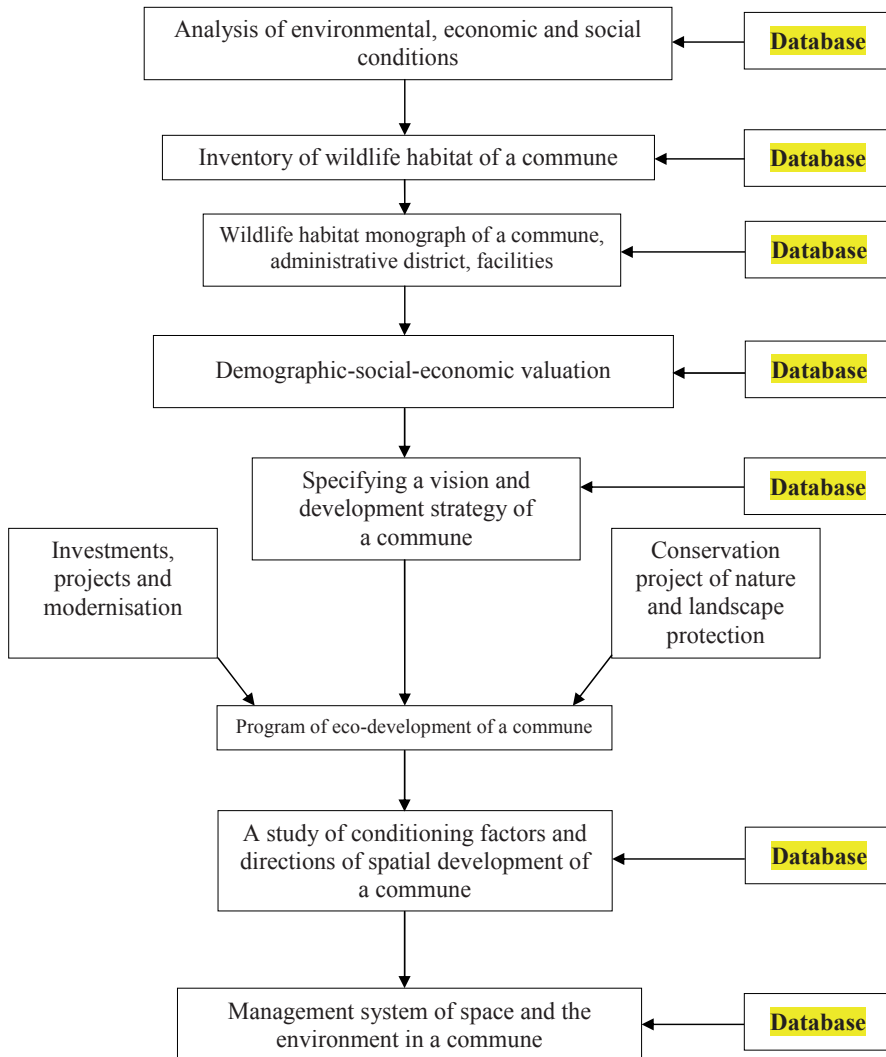 Analysis of environmental, economic and social
conditions
Database
Inventory of wildlife habitat of a commune
Database
Wildlife habitat monograph of a commune,
administrative district, facilities
Database
Demographic-social-economic valuation
Database
Specifying a vision and
development strategy of
a commune
Database
Investments,
projects and
modernisation
Conservation
project of nature
and landscape
protection
Program of eco-development of a commune
A study of conditioning factors and
directions of spatial development of
a commune
Database
Management system of space and the
environment in a commune
Database